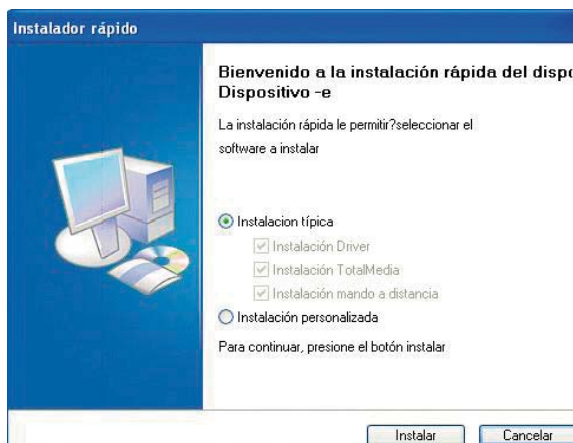 Instalador rápido
Bienvenido a la instalación rápida del dispo
Dispositivo -e
La instalación rápida le permitir?seleccionar el
software a instalar
Instalacion típica
Instalación Driver
Instalación TotalMedia
Instalación mando a distancia
Instalación personalizada
Para continuar, presione el botón instalar
Instalar
Cancelar